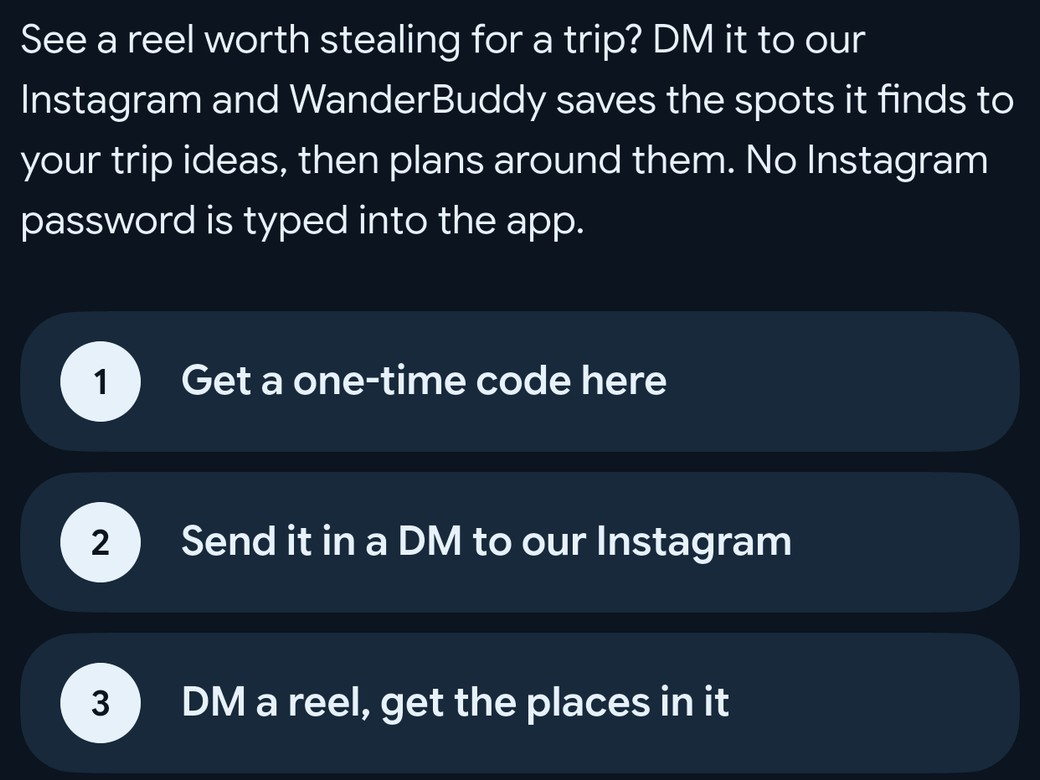 See a reel worth stealing for a trip? DM it to our
Instagram and WanderBuddy saves the spots it finds to
your trip ideas, then plans around them. No Instagram
password is typed into the app.
1 Get a one-time code here
2 Send it in a DM to our Instagram
3 DM a reel, get the places in it